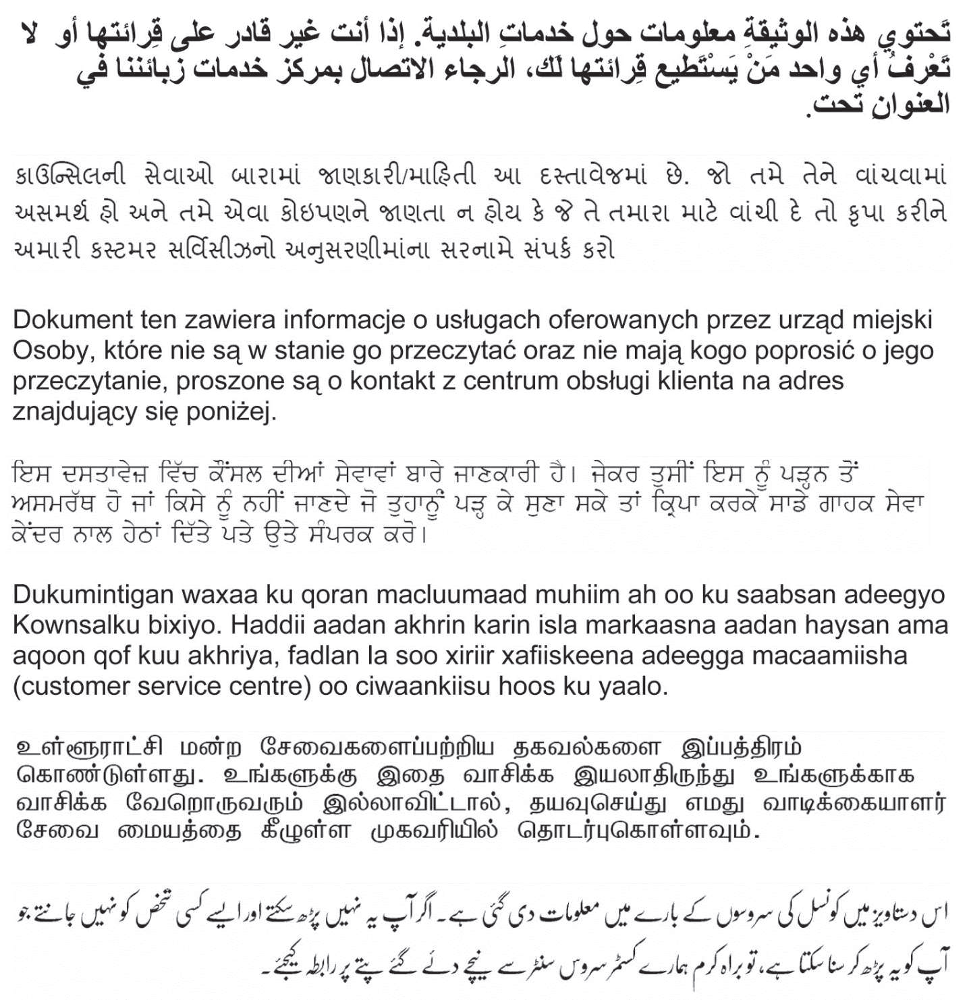 تَحتوي هذه الوثيقةِ معلومات حول خدماتِ البلدية. إذا أنت غير قادر على قِرائتها أو لا
تَعْرفُ أي واحد مَنْ يَسْتَطيع قِرائتها لَك، الرجاء الاتصال بمركز خدمات زبائننا في
العنوانِ تحت.
કાઉન્સિલની સેવાઓ બારામાં જાણકારી/માહિતી આ દસ્તાવેજમાં છે. જો તમે તેને વાંચવામાં
અસમર્થ હો અને તમે એવા કોઇપણને જાણતા ન હોય કે જે તે તમારા માટે વાંચી દે તો કૃપા કરીને
અમારી કસ્ટમર સર્વિસીઝનો અનુસરણીમાંના સરનામે સંપર્ક કરો
Dokument ten zawiera informacje o usługach oferowanych przez urząd miejski
Osoby, które nie są w stanie go przeczytać oraz nie mają kogo poprosić o jego
przeczytanie, proszone są o kontakt z centrum obsługi klienta na adres
znajdujący się poniżej.
ਇਸ ਦਸਤਾਵੇਜ਼ ਵਿੱਚ ਕੌਂਸਲ ਦੀਆਂ ਸੇਵਾਵਾਂ ਬਾਰੇ ਜਾਣਕਾਰੀ ਹੈ। ਜੇਕਰ ਤੁਸੀਂ ਇਸ ਨੂੰ ਪੜ੍ਹਨ ਤੋਂ
ਅਸਮਰੱਥ ਹੋ ਜਾਂ ਕਿਸੇ ਨੂੰ ਨਹੀਂ ਜਾਣਦੇ ਜੋ ਤੁਹਾਨੂੰ ਪੜ੍ਹ ਕੇ ਸੁਣਾ ਸਕੇ ਤਾਂ ਕ੍ਰਿਪਾ ਕਰਕੇ ਸਾਡੇ ਗਾਹਕ ਸੇਵਾ
ਕੇਂਦਰ ਨਾਲ ਹੇਠਾਂ ਦਿੱਤੇ ਪਤੇ ਉਤੇ ਸੰਪਰਕ ਕਰੋ।
Dukumintigan waxaa ku qoran macluumaad muhiim ah oo ku saabsan adeegyo
Kownsalku bixiyo. Haddii aadan akhrin karin isla markaasna aadan haysan ama
aqoon qof kuu akhriya, fadlan la soo xiriir xafiiskeena adeegga macaamiisha
(customer service centre) oo ciwaankiisu hoos ku yaalo.
உள்ளூராட்சி மன்ற சேவைகளைப்பற்றிய தகவல்களை இப்பத்திரம்
கொண்டுள்ளது. உங்களுக்கு இதை வாசிக்க இயலாதிருந்து உங்களுக்காக
வாசிக்க வேறொருவரும் இல்லாவிட்டால், தயவுசெய்து எமது வாடிக்கையாளர்
சேவை மையத்தை கீழுள்ள முகவரியில் தொடர்புகொள்ளவும்.
اس دستاویز میں کونسل کی سروسوں کے بارے میں معلومات دی گئی ہے۔ اگر آپ یہ نہیں پڑھ سکتے اور ایسے کسی شخص کو نہیں جانتے جو
آپ کو یہ پڑھ کر سنا سکتا ہے، تو براہ کرم ہمارے کسٹمر سروس سنٹر سے نیچے دئے گئے پتے پر رابطہ کیجئے۔